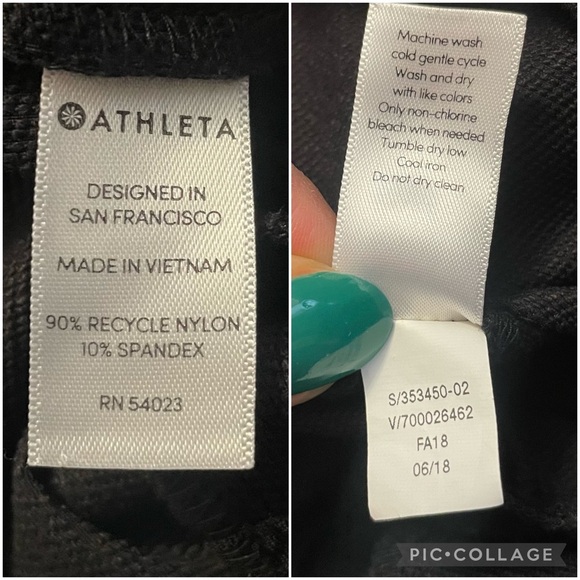 ATHLETA
DESIGNED IN
SAN FRANCISCO
MADE IN VIETNAM
90% RECYCLE NYLON
10% SPANDEX
RN 54023
Machine wash
cold gentle cycle
Wash and dry
with like colors
Only non-chlorine
bleach when needed
Tumble dry low
Cool iron
Do not dry clean
S/353450-02
V/700026462
FA18
06/18
PIC•COLLAGE